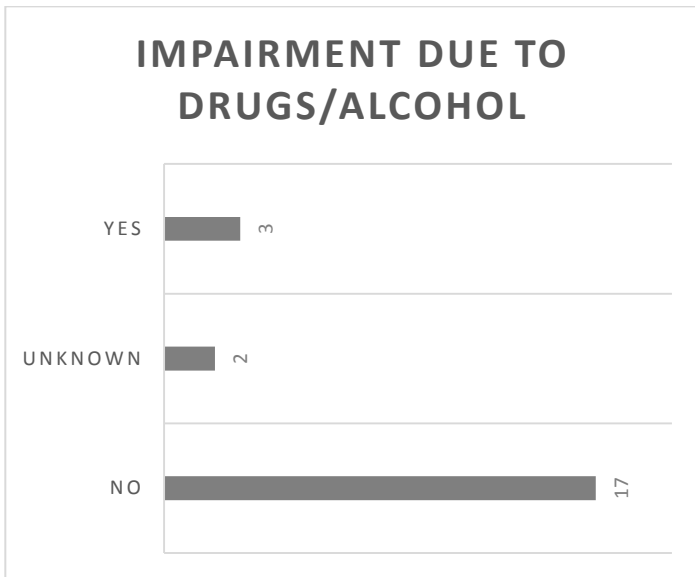 IMPAIRMENT DUE TO
DRUGS/ALCOHOL
YES
3
UNKNOWN
2
NO
17